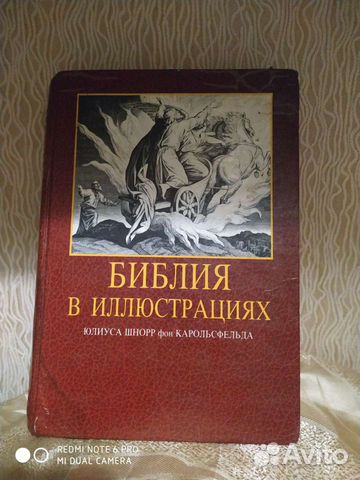 БИБЛИЯ
В ИЛЛЮСТРАЦИЯХ
ЮЛИУСА ШНОРР фон КАРОЛЬСФЕЛЬДА
REDMI NOTE 6 PRO
MI DUAL CAMERA
Avito